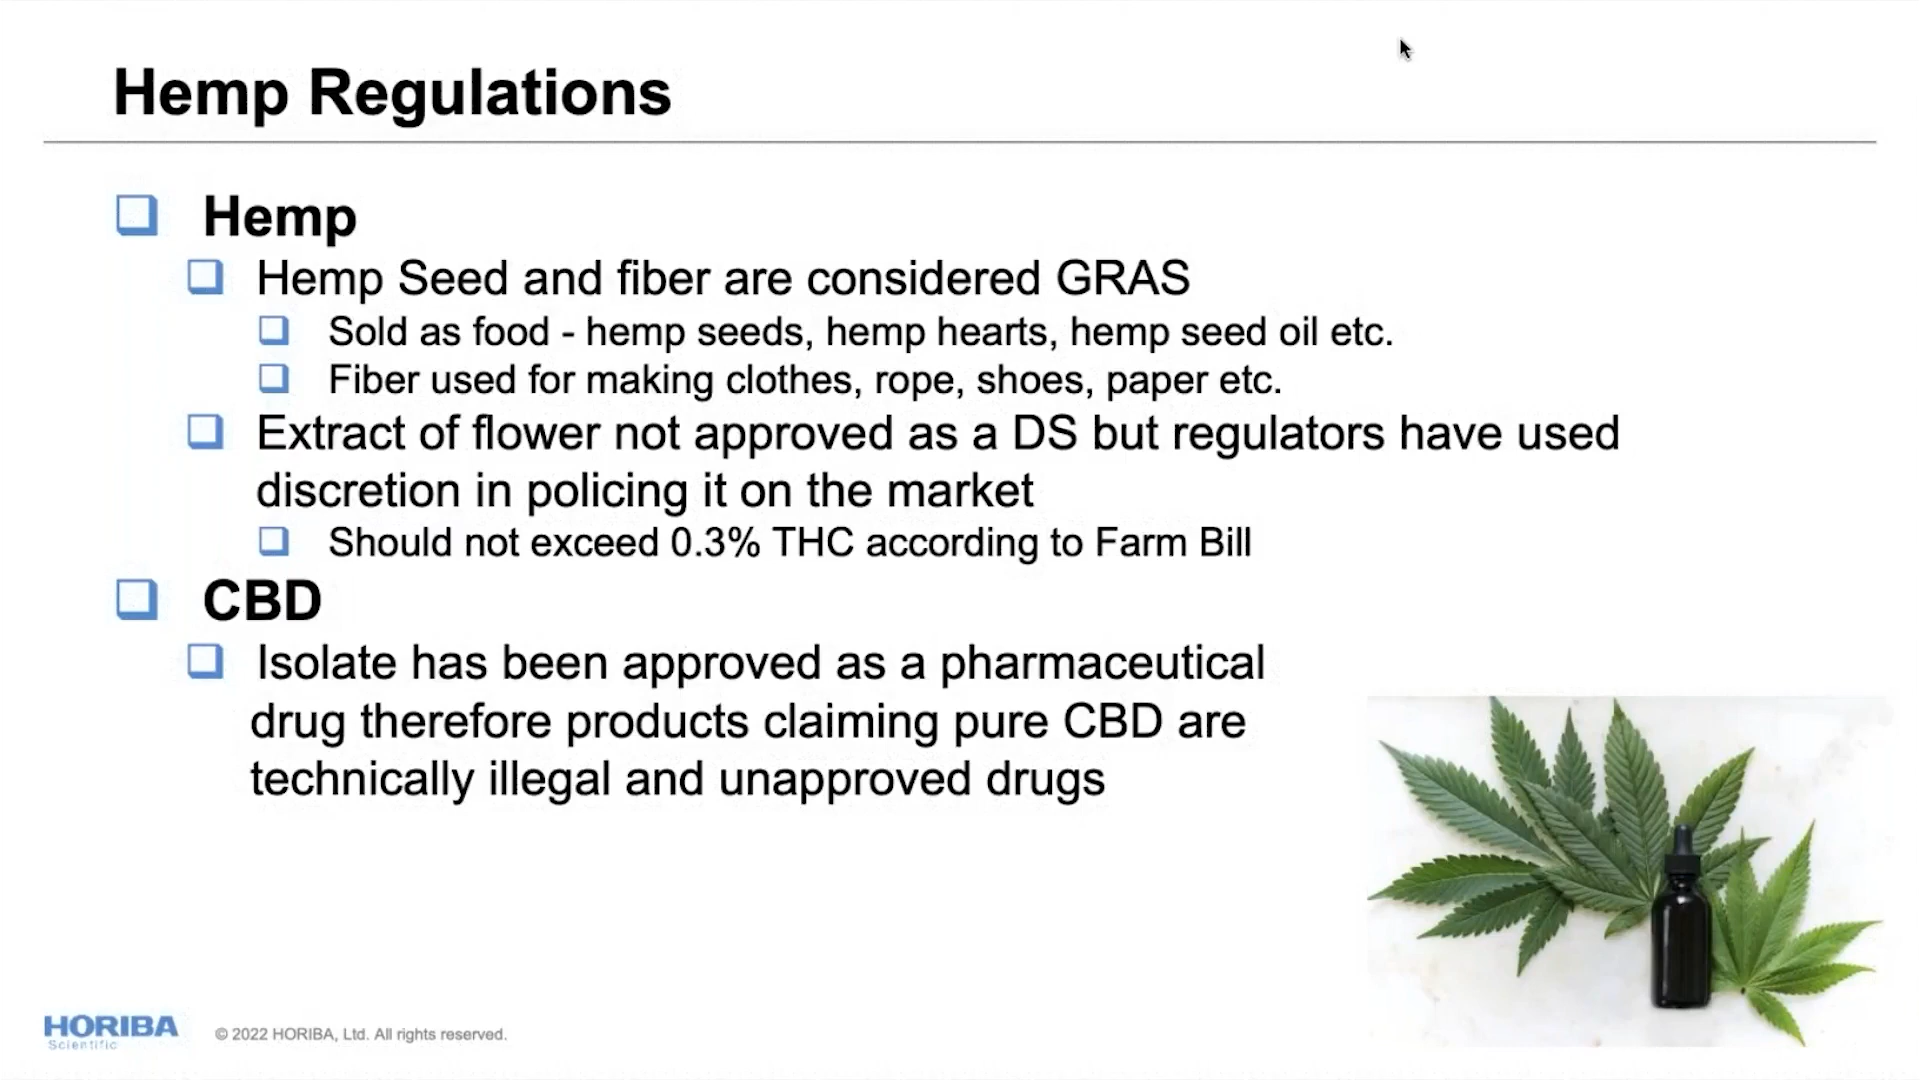 Hemp Regulations
Hemp
Hemp Seed and fiber are considered GRAS
Sold as food - hemp seeds, hemp hearts, hemp seed oil etc.
Fiber used for making clothes, rope, shoes, paper etc.
Extract of flower not approved as a DS but regulators have used
discretion in policing it on the market
Should not exceed 0.3% THC according to Farm Bill
CBD
Isolate has been approved as a pharmaceutical
drug therefore products claiming pure CBD are
technically illegal and unapproved drugs
HORIBA
Scientific
© 2022 HORIBA, Ltd. All rights reserved.